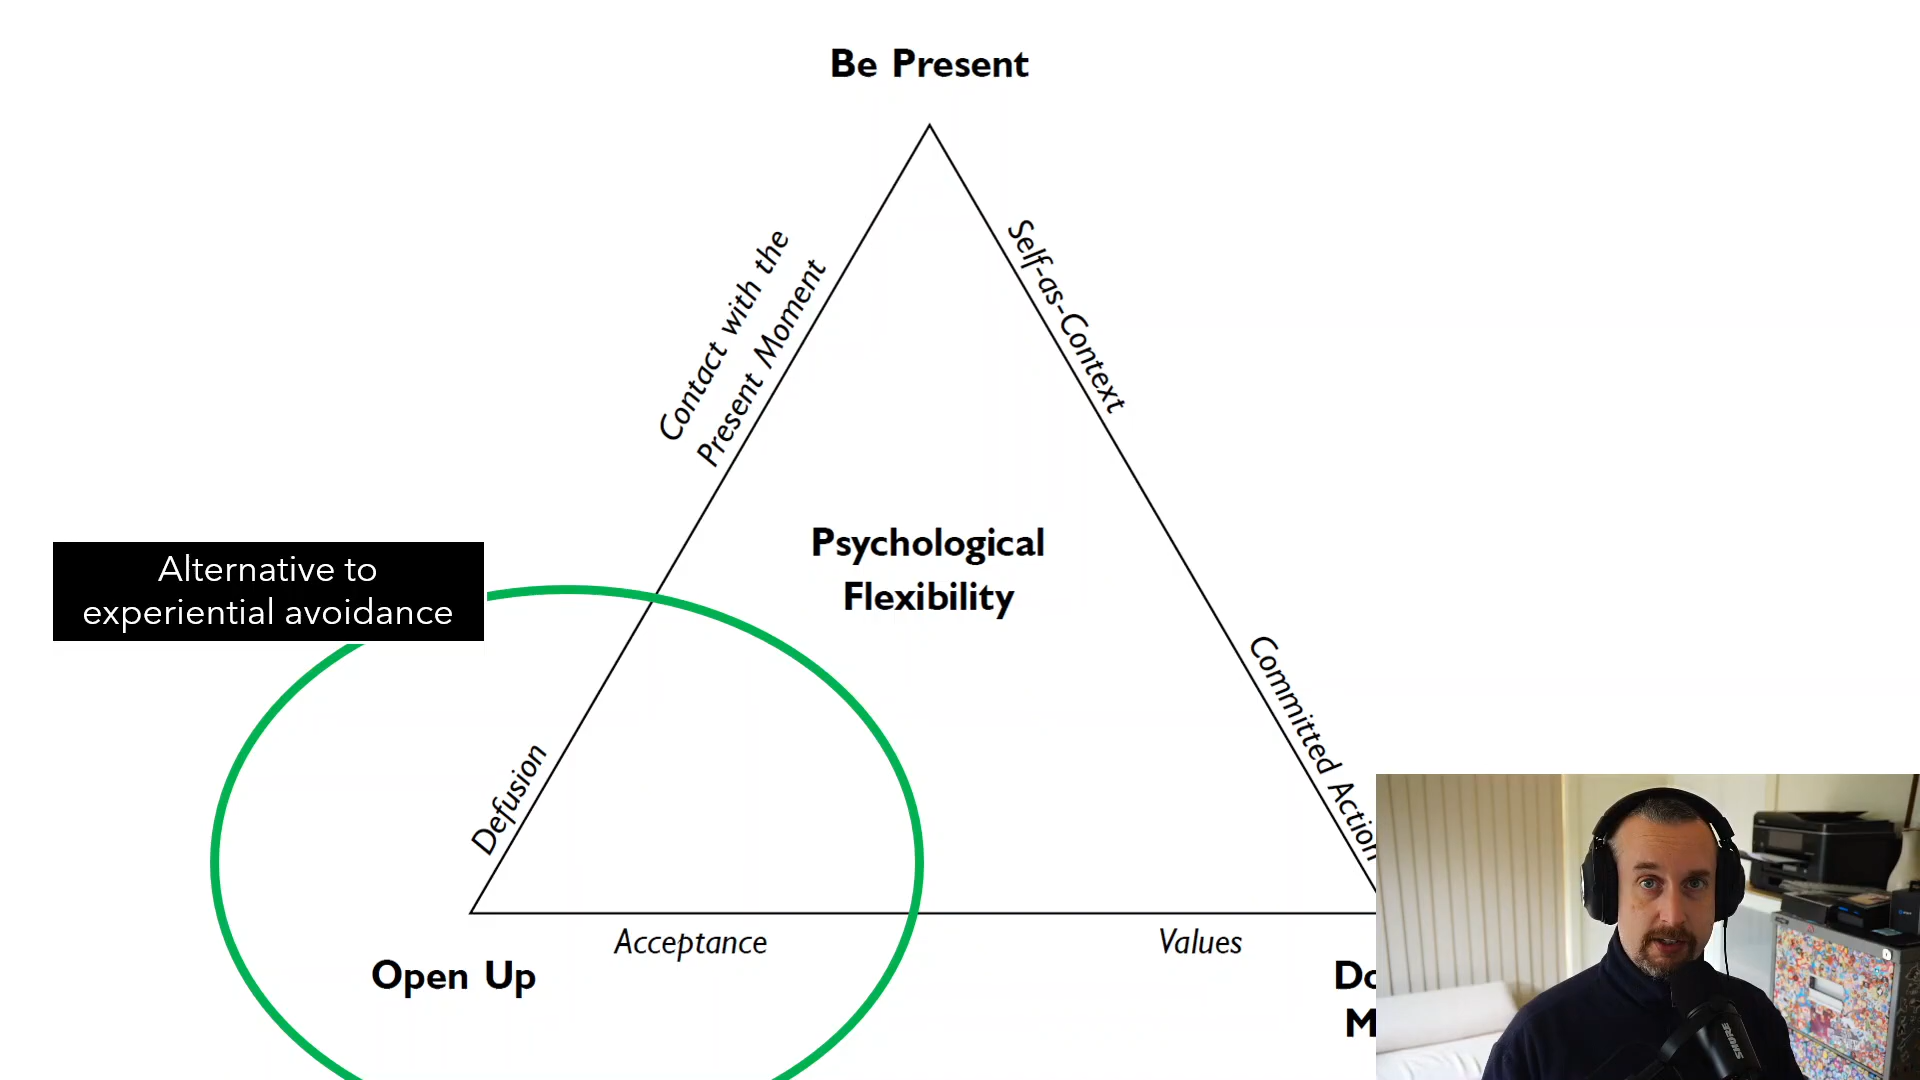 Be Present
Contact with the
Present Moment
Self-as-Context
Psychological
Flexibility
Alternative to
experiential avoidance
Defusion
Committed Action
Acceptance
Values
Open Up
SHURE